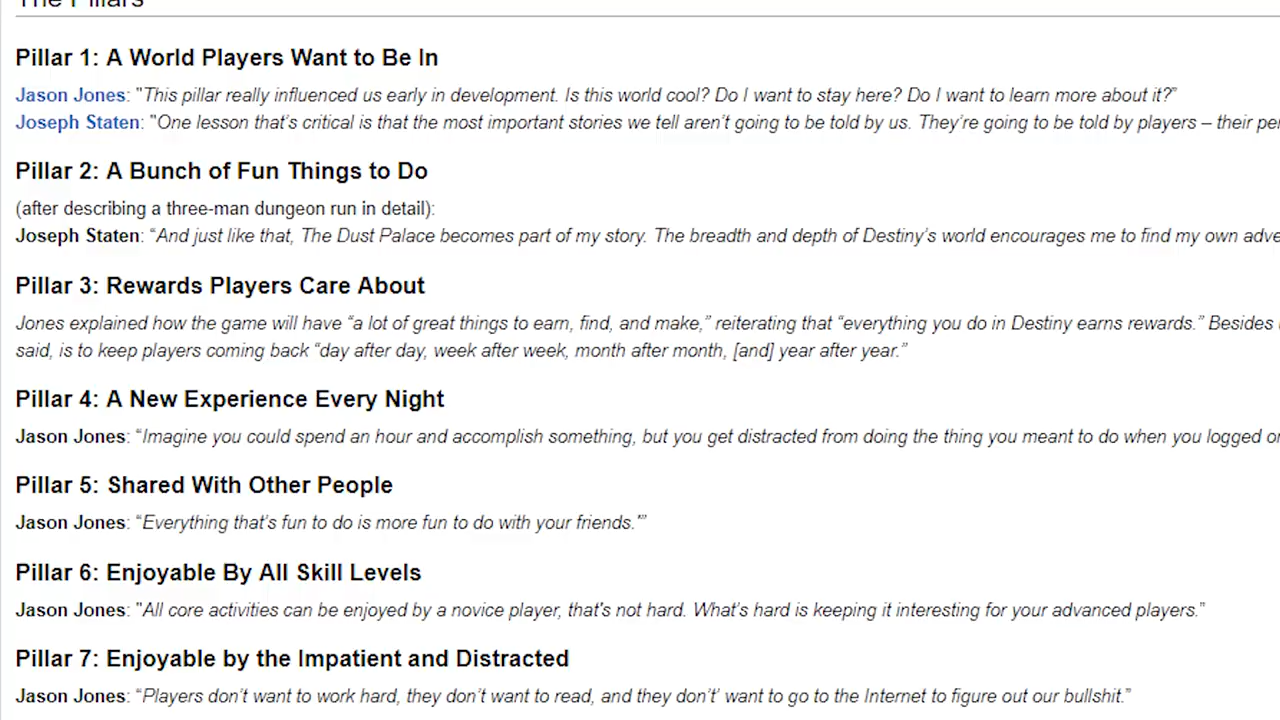 The Pillars
Pillar 1: A World Players Want to Be In
Jason Jones: "This pillar really influenced us early in development. Is this world cool? Do I want to stay here? Do I want to learn more about it?”
Joseph Staten: "One lesson that’s critical is that the most important stories we tell aren’t going to be told by us. They’re going to be told by players – their
Pillar 2: A Bunch of Fun Things to Do
(after describing a three-man dungeon run in detail):
Joseph Staten: “And just like that, The Dust Palace becomes part of my story. The breadth and depth of Destiny’s world encourages me to find my own
Pillar 3: Rewards Players Care About
Jones explained how the game will have “a lot of great things to earn, find, and make,” reiterating that “everything you do in Destiny earns rewards.” Besides
said, is to keep players coming back “day after day, week after week, month after month, [and] year after year.”
Pillar 4: A New Experience Every Night
Jason Jones: “Imagine you could spend an hour and accomplish something, but you get distracted from doing the thing you meant to do when you logged
Pillar 5: Shared With Other People
Jason Jones: “Everything that’s fun to do is more fun to do with your friends.’”
Pillar 6: Enjoyable By All Skill Levels
Jason Jones: "All core activities can be enjoyed by a novice player, that's not hard. What’s hard is keeping it interesting for your advanced players.”
Pillar 7: Enjoyable by the Impatient and Distracted
Jason Jones: “Players don’t want to work hard, they don’t want to read, and they don’t’ want to go to the Internet to figure out our bullshit.”